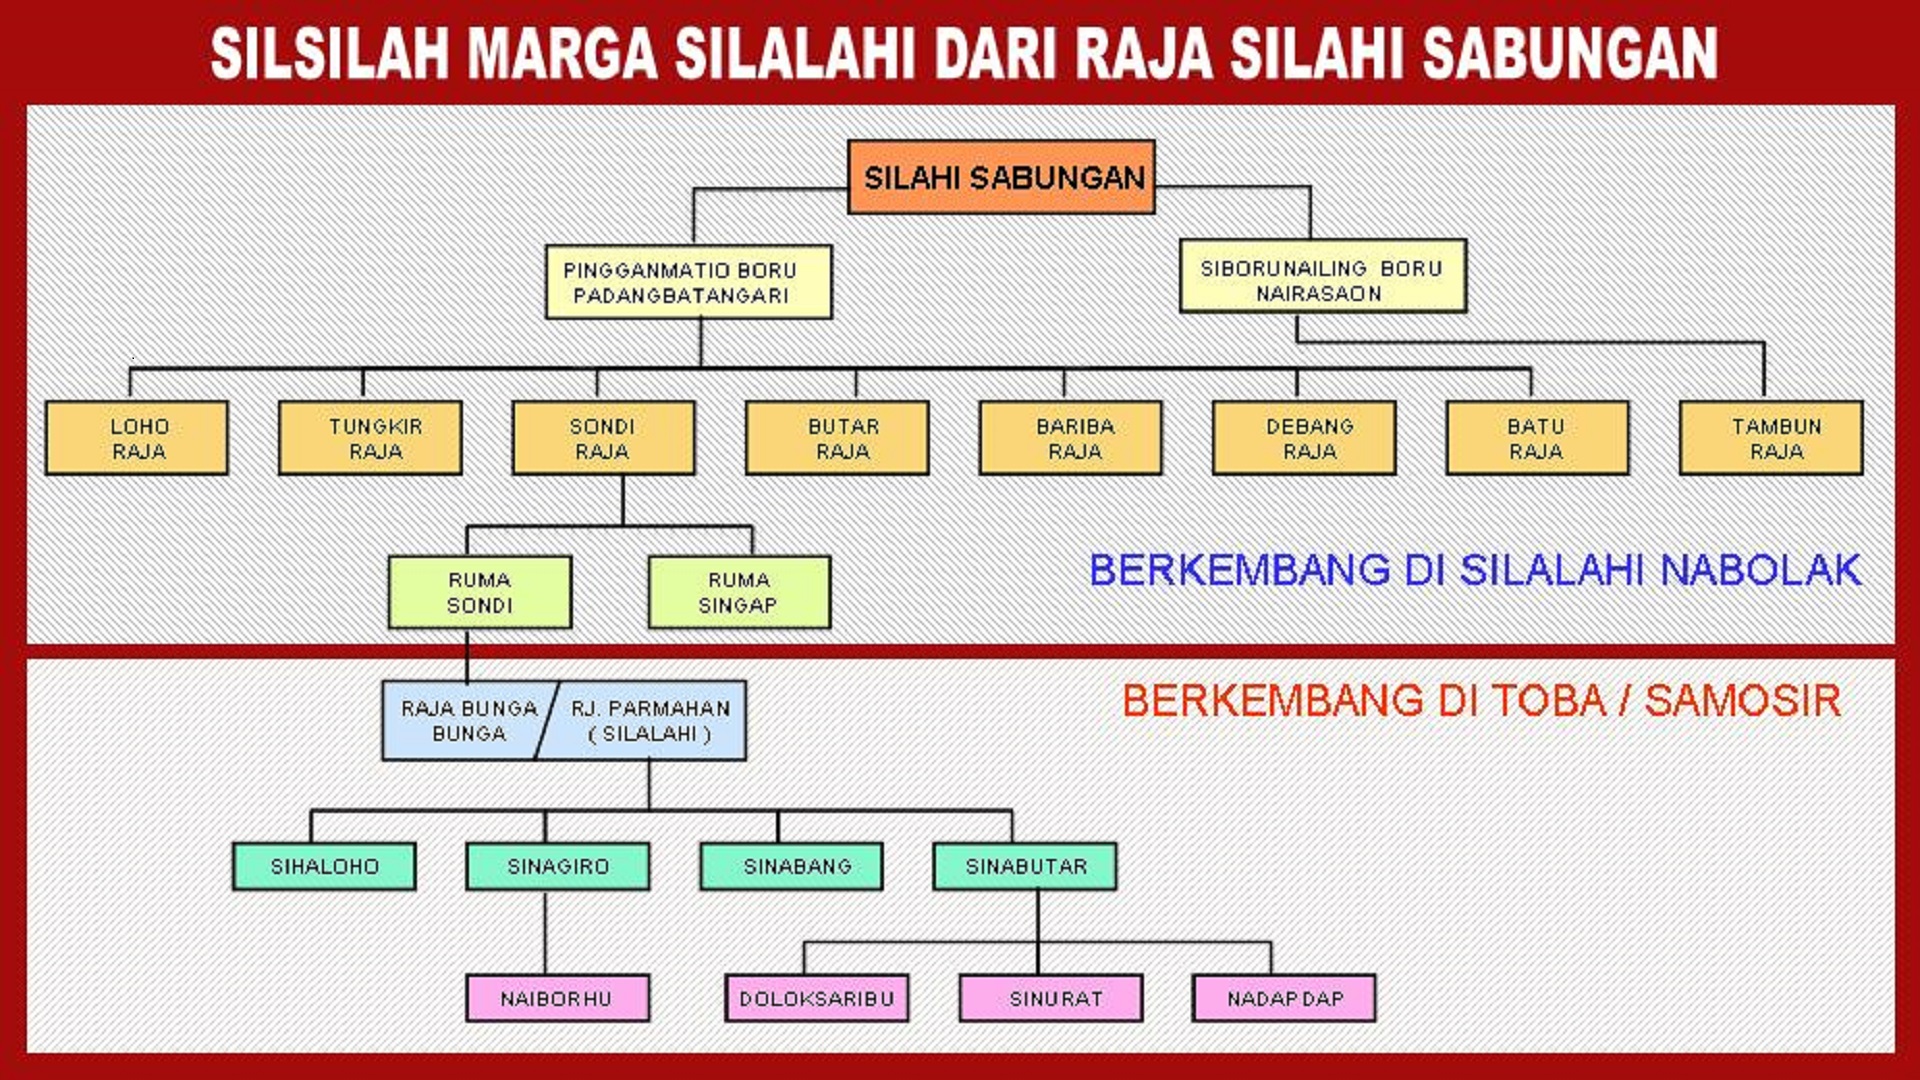 SILSILAH MARGA SILALAHI DARI RAJA SILAHI SABUNGAN
SILAHI SABUNGAN
PINGGANMATIO BORU
PADANGBATANGARI
SIBORUNAILING BORU
NAIRASAON
LOHO
RAJA
TUNGKIR
RAJA
SONDI
RAJA
BUTAR
RAJA
BARIBA
RAJA
DEBANG
RAJA
BATU
RAJA
TAMBUN
RAJA
RUMA
SONDI
RUMA
SINGAP
BERKEMBANG DI SILALAHI NABOLAK
RAJA BUNGA
BUNGA
RJ. PARMAHAN
( SILALAHI )
BERKEMBANG DI TOBA / SAMOSIR
SIHALOHO
SINAGIRO
SINABANG
SINABUTAR
NAIBORHU
DOLOKSARIBU
SINURAT
NADAPDAP